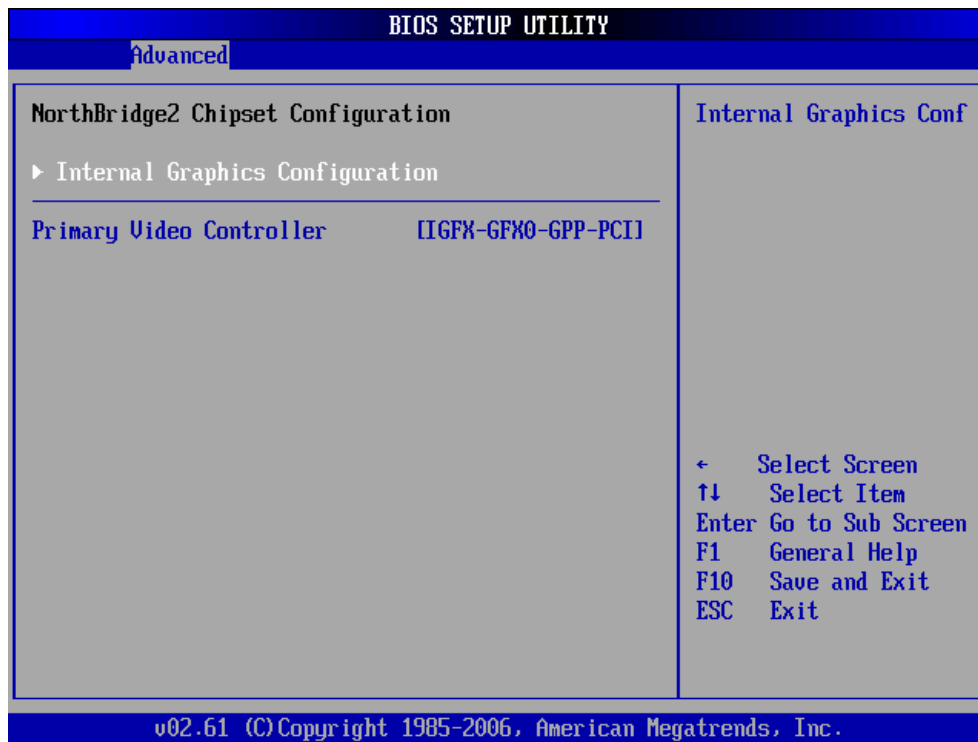 BIOS SETUP UTILITY
Advanced
NorthBridge2 Chipset Configuration
Internal Graphics Configuration
Primary Video Controller [IGFX-GFX0-GPP-PCI]
Internal Graphics Conf
← Select Screen
↑↓ Select Item
Enter Go to Sub Screen
F1 General Help
F10 Save and Exit
ESC Exit
v02.61 (C)Copyright 1985-2006, American Megatrends, Inc.